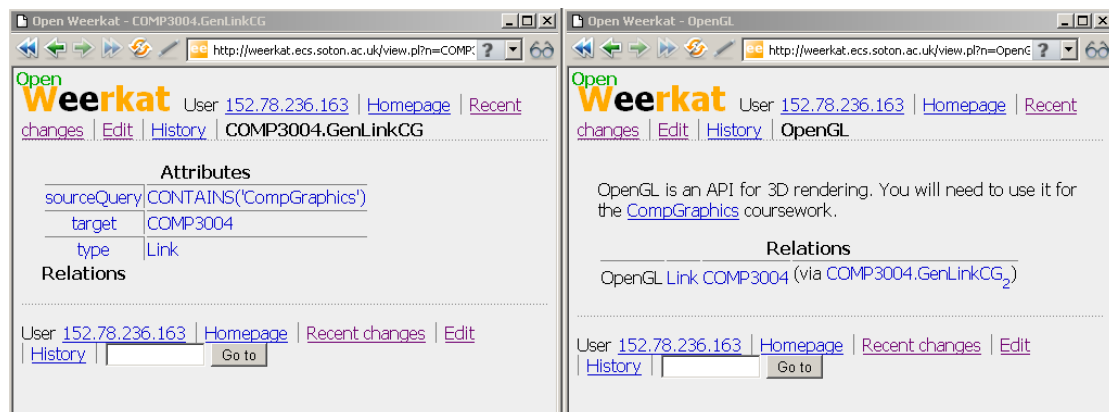 Open Weerkat - COMP3004.GenLinkCG
http://weerkat.ecs.soton.ac.uk/view.pl?n=COMP: ?
Open
Weerkat User 152.78.236.163 | Homepage | Recent
changes | Edit | History | COMP3004.GenLinkCG
Attributes
sourceQuery CONTAINS('CompGraphics')
target COMP3004
type Link
Relations
User 152.78.236.163 | Homepage | Recent changes | Edit
| History | Go to
Open Weerkat - OpenGL
http://weerkat.ecs.soton.ac.uk/view.pl?n=OpenG ?
Open
Weerkat User 152.78.236.163 | Homepage | Recent
changes | Edit | History | OpenGL
OpenGL is an API for 3D rendering. You will need to use it for
the CompGraphics coursework.
Relations
OpenGL Link COMP3004 (via COMP3004.GenLinkCG2)
User 152.78.236.163 | Homepage | Recent changes | Edit
| History | Go to